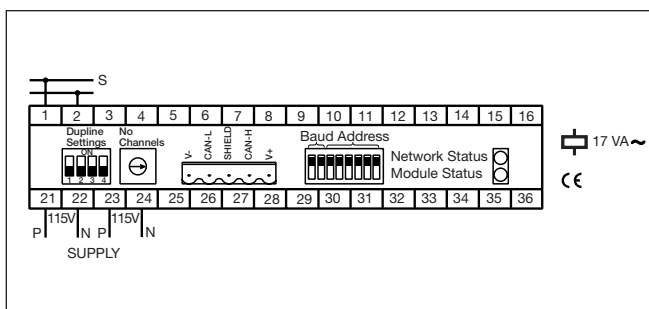 S
1 2 3 4 5 6 7 8 9 10 11 12 13 14 15 16
Dupline Settings
ON
1 2 3 4
No Channels
V-
CAN-L
SHIELD
CAN-H
V+
Baud Address
Network Status
Module Status
17 VA ~
CE
21 22 23 24 25 26 27 28 29 30 31 32 33 34 35 36
115V 115V
P N P N
SUPPLY